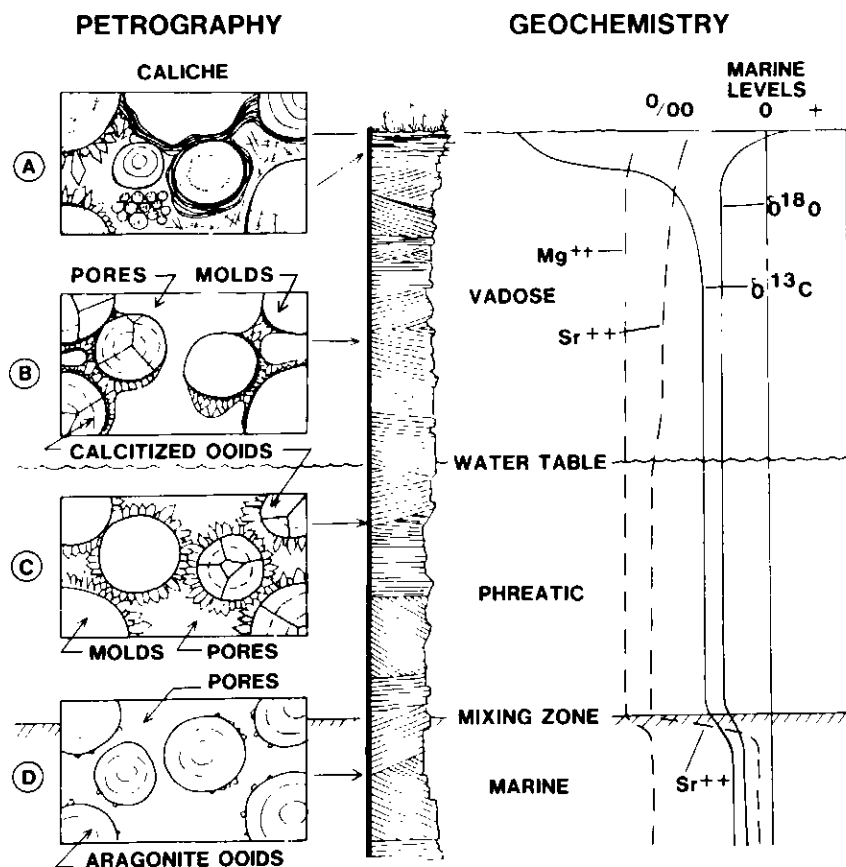 PETROGRAPHY
GEOCHEMISTRY
CALICHE
MARINE
LEVELS
0/00
0 +
A
δ18O
Mg++
PORES MOLDS
VADOSE
δ13C
Sr++
B
CALCITIZED OOIDS
WATER TABLE
C
PHREATIC
MOLDS PORES
PORES
MIXING ZONE
D
MARINE
Sr++
ARAGONITE OOIDS